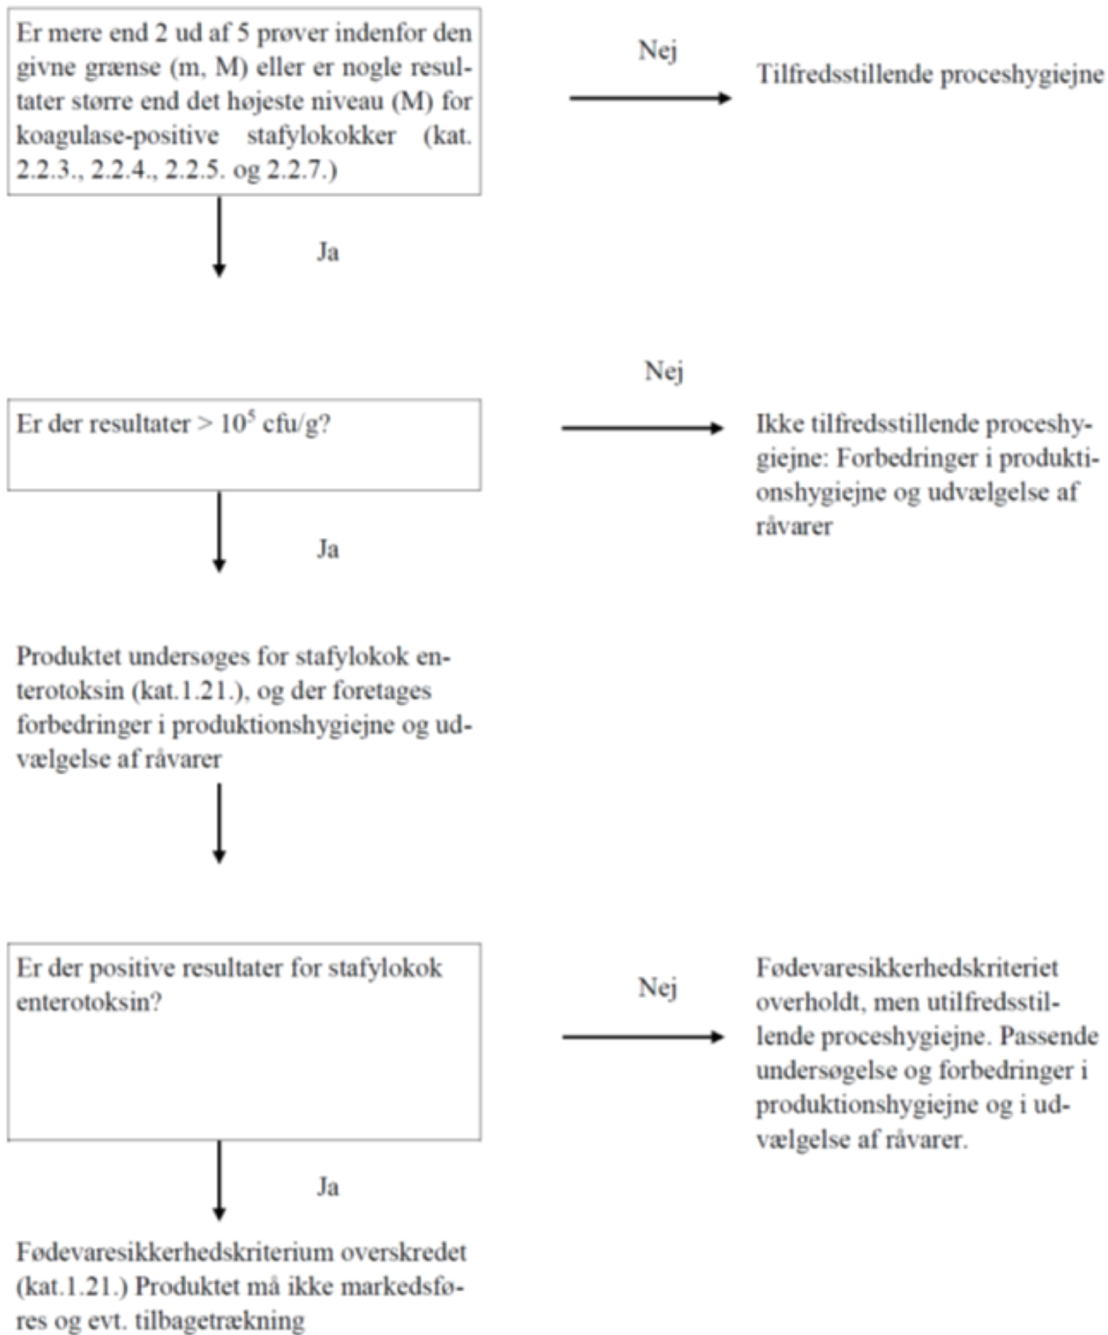 Er mere end 2 ud af 5 prøver indenfor den
givne grænse (m, M) eller er nogle resul-
tater større end det højeste niveau (M) for
koagulase-positive stafylokokker (kat.
2.2.3., 2.2.4., 2.2.5. og 2.2.7.)
Nej
Tilfredsstillende proceshygiejne
Ja
Er der resultater > 10⁵ cfu/g?
Nej
Ikke tilfredsstillende proceshy-
giejne: Forbedringer i produkti-
onshygiejne og udvælgelse af
råvarer
Ja
Produktet undersøges for stafylokok en-
terotoksin (kat.1.21.), og der foretages
forbedringer i produktionshygiejne og ud-
vælgelse af råvarer
Er der positive resultater for stafylokok
enterotoksin?
Nej
Fødevaresikkerhedskriteriet
overholdt, men utilfredsstil-
lende proceshygiejne. Passende
undersøgelse og forbedringer i
produktionshygiejne og i ud-
vælgelse af råvarer.
Ja
Fødevaresikkerhedskriterium overskredet
(kat.1.21.) Produktet må ikke markedsfø-
res og evt. tilbagetrækning